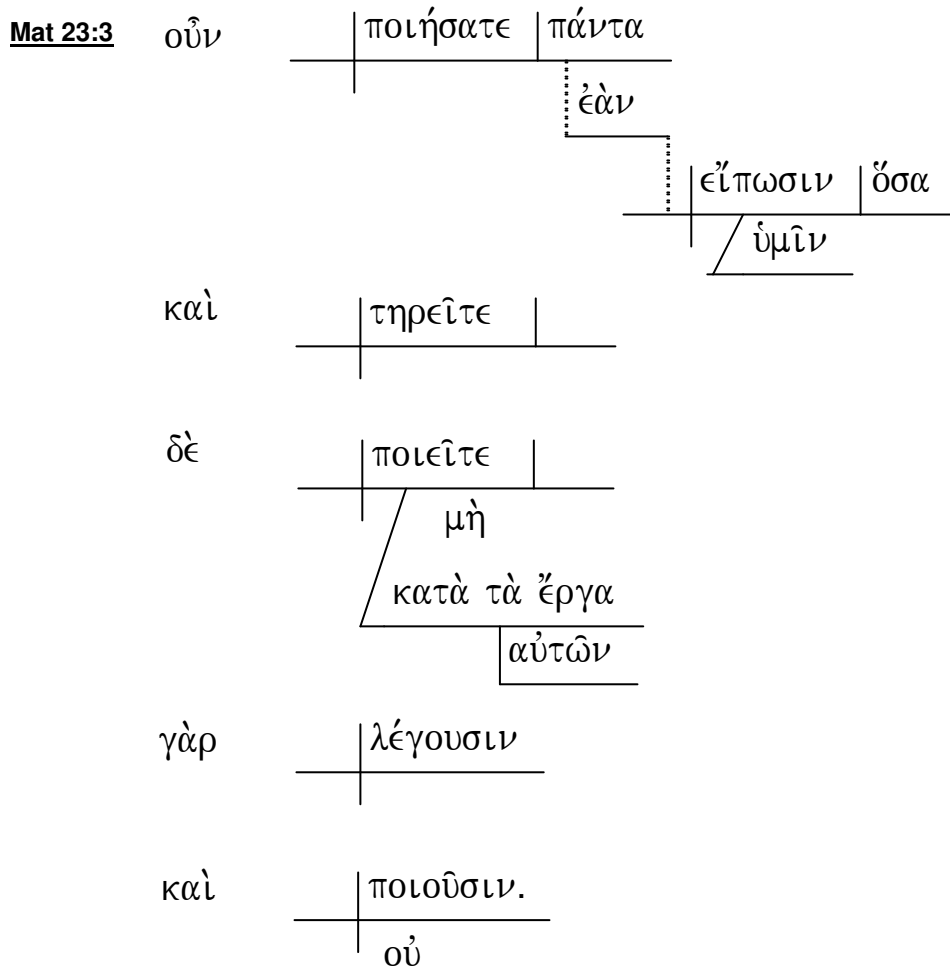 Mat 23:3 οὖν ποιήσατε πάντα
ἐὰν
εἴπωσιν ὅσα
ὑμῖν
καὶ τηρεῖτε
δὲ ποιεῖτε
μὴ
κατὰ τὰ ἔργα
αὐτῶν
γὰρ λέγουσιν
καὶ ποιοῦσιν.
οὐ